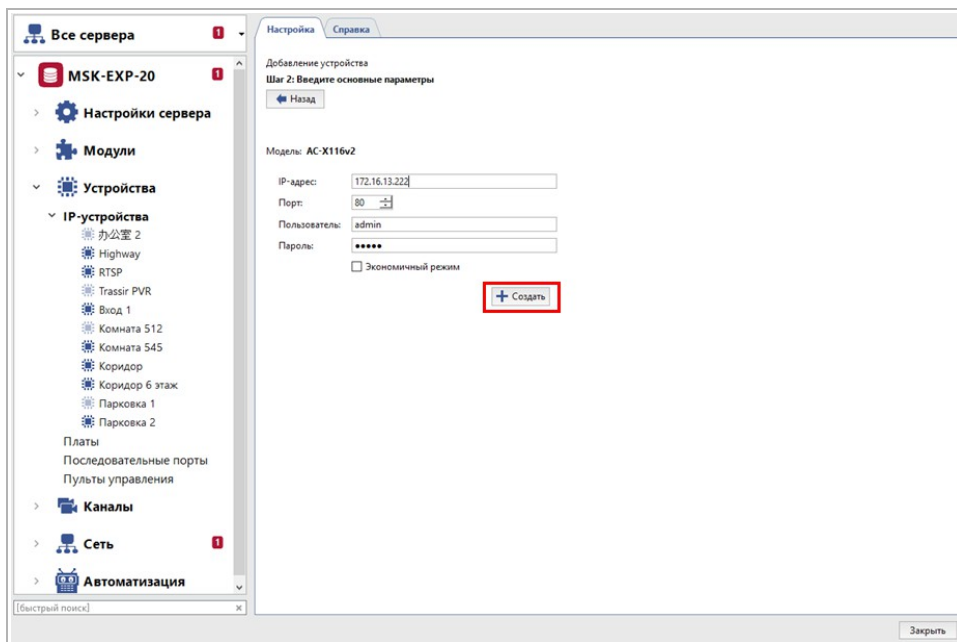 Все сервера 1
MSK-EXP-20 1
Настройки сервера
Модули
Устройства
IP-устройства
办公室 2
Highway
RTSP
Trassir PVR
Вход 1
Комната 512
Комната 545
Коридор
Коридор 6 этаж
Парковка 1
Парковка 2
Платы
Последовательные порты
Пульты управления
Каналы
Сеть 1
Автоматизация
[быстрый поиск]
Настройка Справка
Добавление устройства
Шаг 2: Введите основные параметры
Назад
Модель: AC-X116v2
IP-адрес: 172.16.13.222
Порт: 80
Пользователь: admin
Пароль: •••••
Экономичный режим
Создать
Закрыть